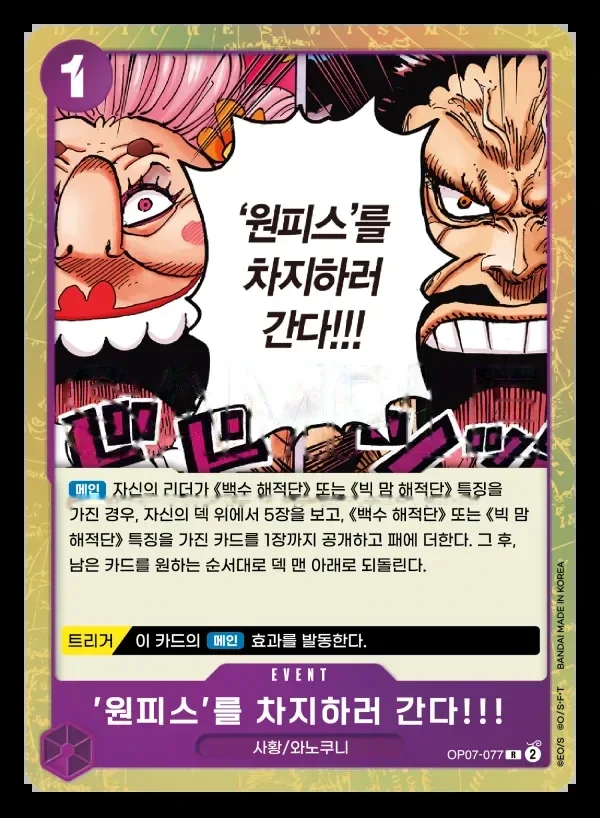 1
‘원피스’를
차지하러
간다!!!
ドドンッ
메인 자신의 리더가 《백수 해적단》 또는 《빅 맘 해적단》 특징을
가진 경우, 자신의 덱 위에서 5장을 보고, 《백수 해적단》 또는 《빅 맘
해적단》 특징을 가진 카드를 1장까지 공개하고 패에 더한다. 그 후,
남은 카드를 원하는 순서대로 덱 맨 아래로 되돌린다.
트리거 이 카드의 메인 효과를 발동한다.
EVENT
'원피스'를 차지하러 간다!!!
사황/와노쿠니
OP07-077 R 2
©EO/S ©O/S·F·T BANDAI MADE IN KOREA